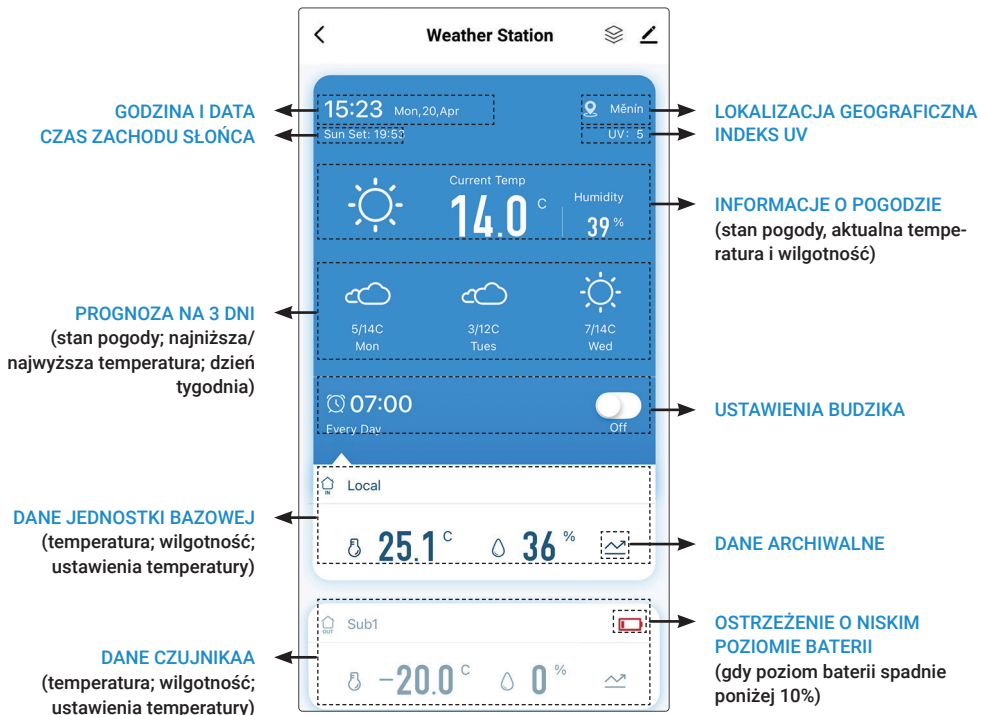 Weather Station
GODZINA I DATA
CZAS ZACHODU SŁOŃCA
15:23 Mon,20,Apr
Měnín
Sun Set: 19:53
UV: 5
LOKALIZACJA GEOGRAFICZNA
INDEKS UV
Current Temp
14.0 C
Humidity
39 %
INFORMACJE O POGODZIE
(stan pogody, aktualna tempe-
ratura i wilgotność)
PROGNOZA NA 3 DNI
(stan pogody; najniższa/
najwyższa temperatura; dzień
tygodnia)
5/14C
Mon
3/12C
Tues
7/14C
Wed
07:00
Every Day
Off
USTAWIENIA BUDZIKA
DANE JEDNOSTKI BAZOWEJ
(temperatura; wilgotność;
ustawienia temperatury)
IN
Local
25.1 C
36 %
DANE ARCHIWALNE
DANE CZUJNIKAA
(temperatura; wilgotność;
ustawienia temperatury)
OUT
Sub1
-20.0 C
0 %
OSTRZEŻENIE O NISKIM
POZIOMIE BATERII
(gdy poziom baterii spadnie
poniżej 10%)